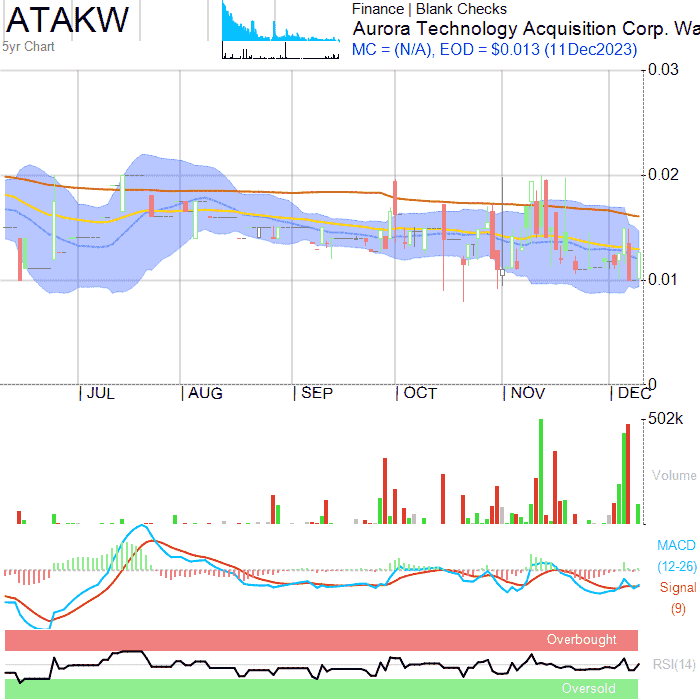 ATAKW
5yr Chart
Finance | Blank Checks
Aurora Technology Acquisition Corp. Wa
MC = (N/A), EOD = $0.013 (11Dec2023)
0.03
0.02
0.01
0
JUL AUG SEP OCT NOV DEC
502k
Volume
MACD
(12-26)
Signal
(9)
Overbought
RSI(14)
Oversold